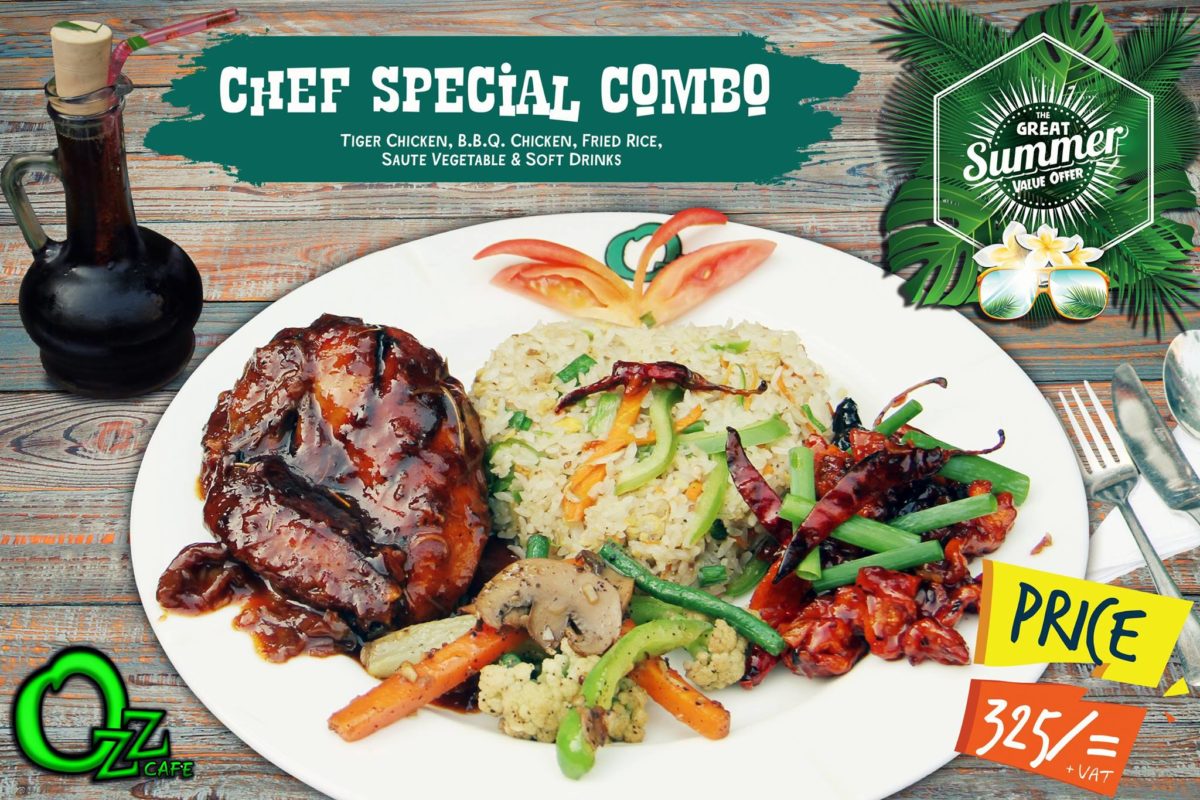 CHEF SPECIAL COMBO
TIGER CHICKEN, B.B.Q. CHICKEN, FRIED RICE,
SAUTE VEGETABLE & SOFT DRINKS
THE
GREAT
Summer
VALUE OFFER
PRICE
325/=
+ VAT
OZZ
CAFE